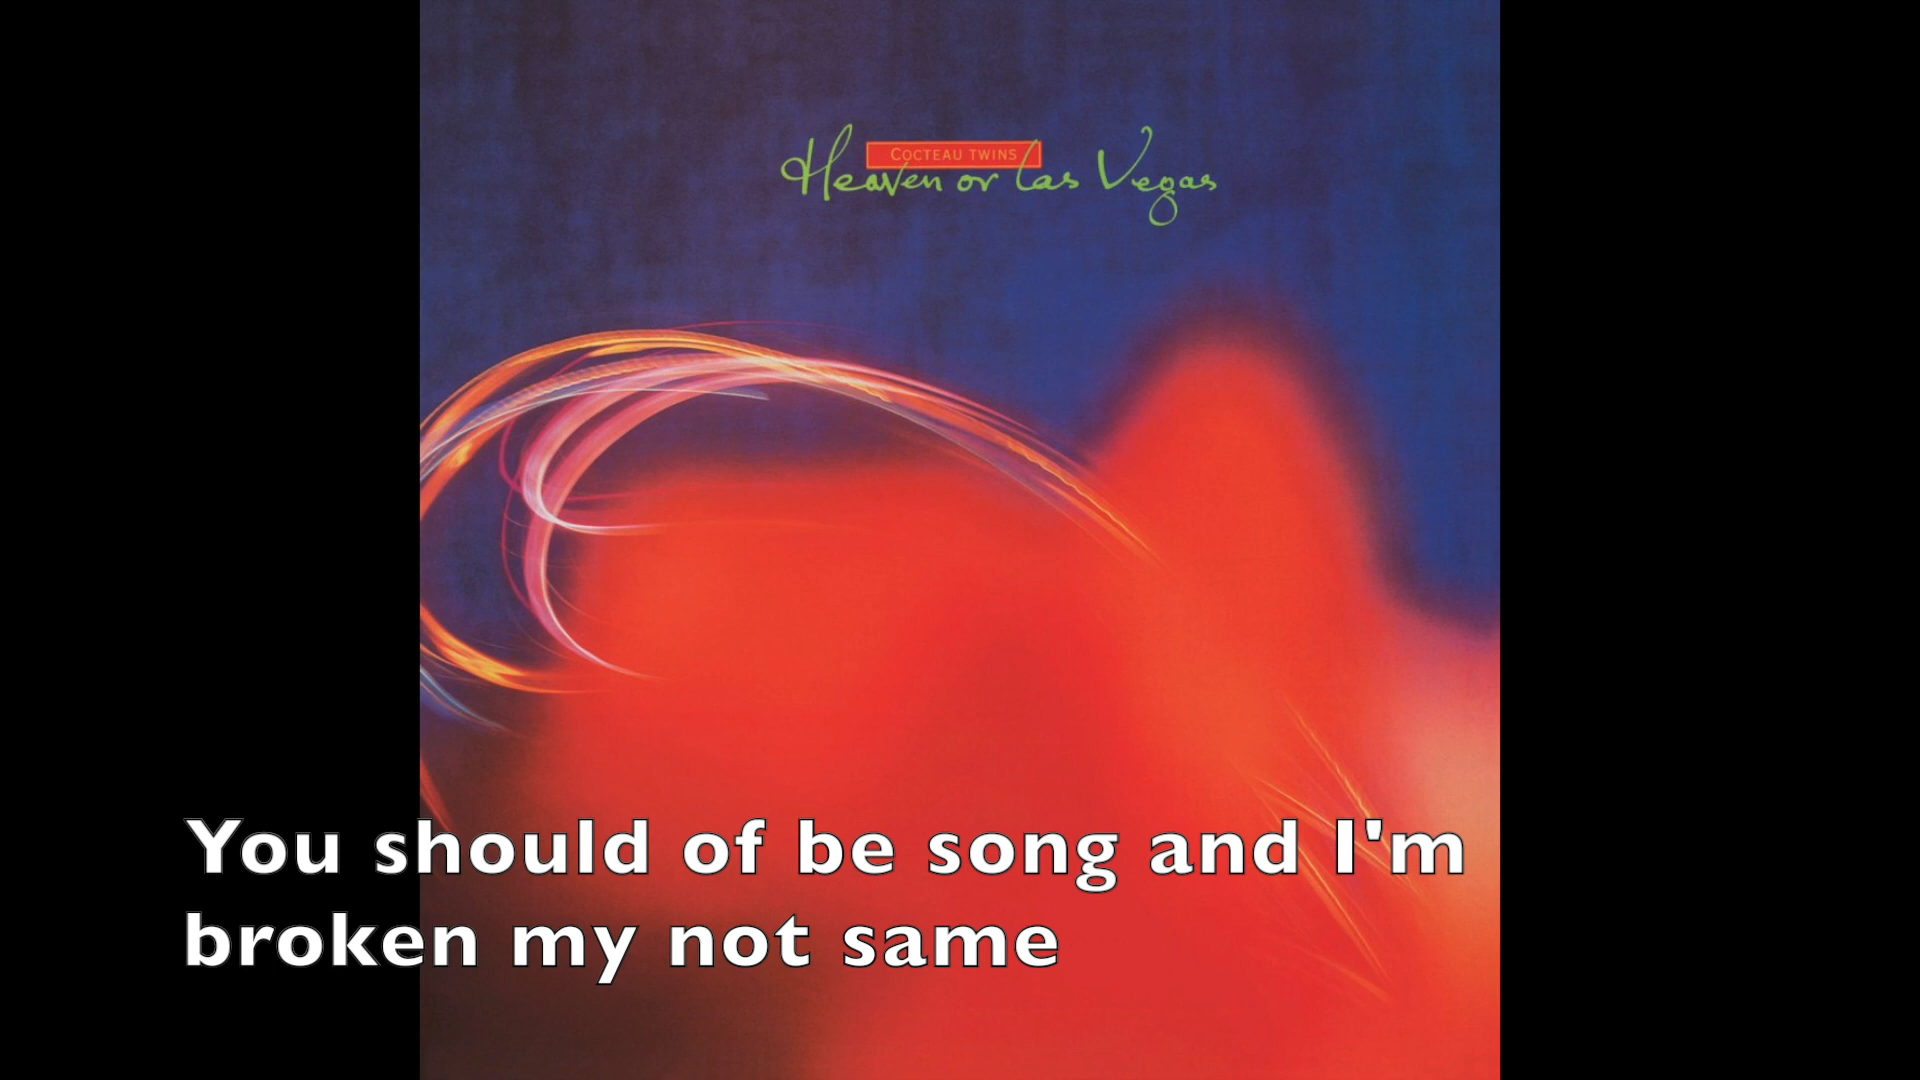 COCTEAU TWINS
Heaven or Las Vegas
You should of be song and I'm
broken my not same